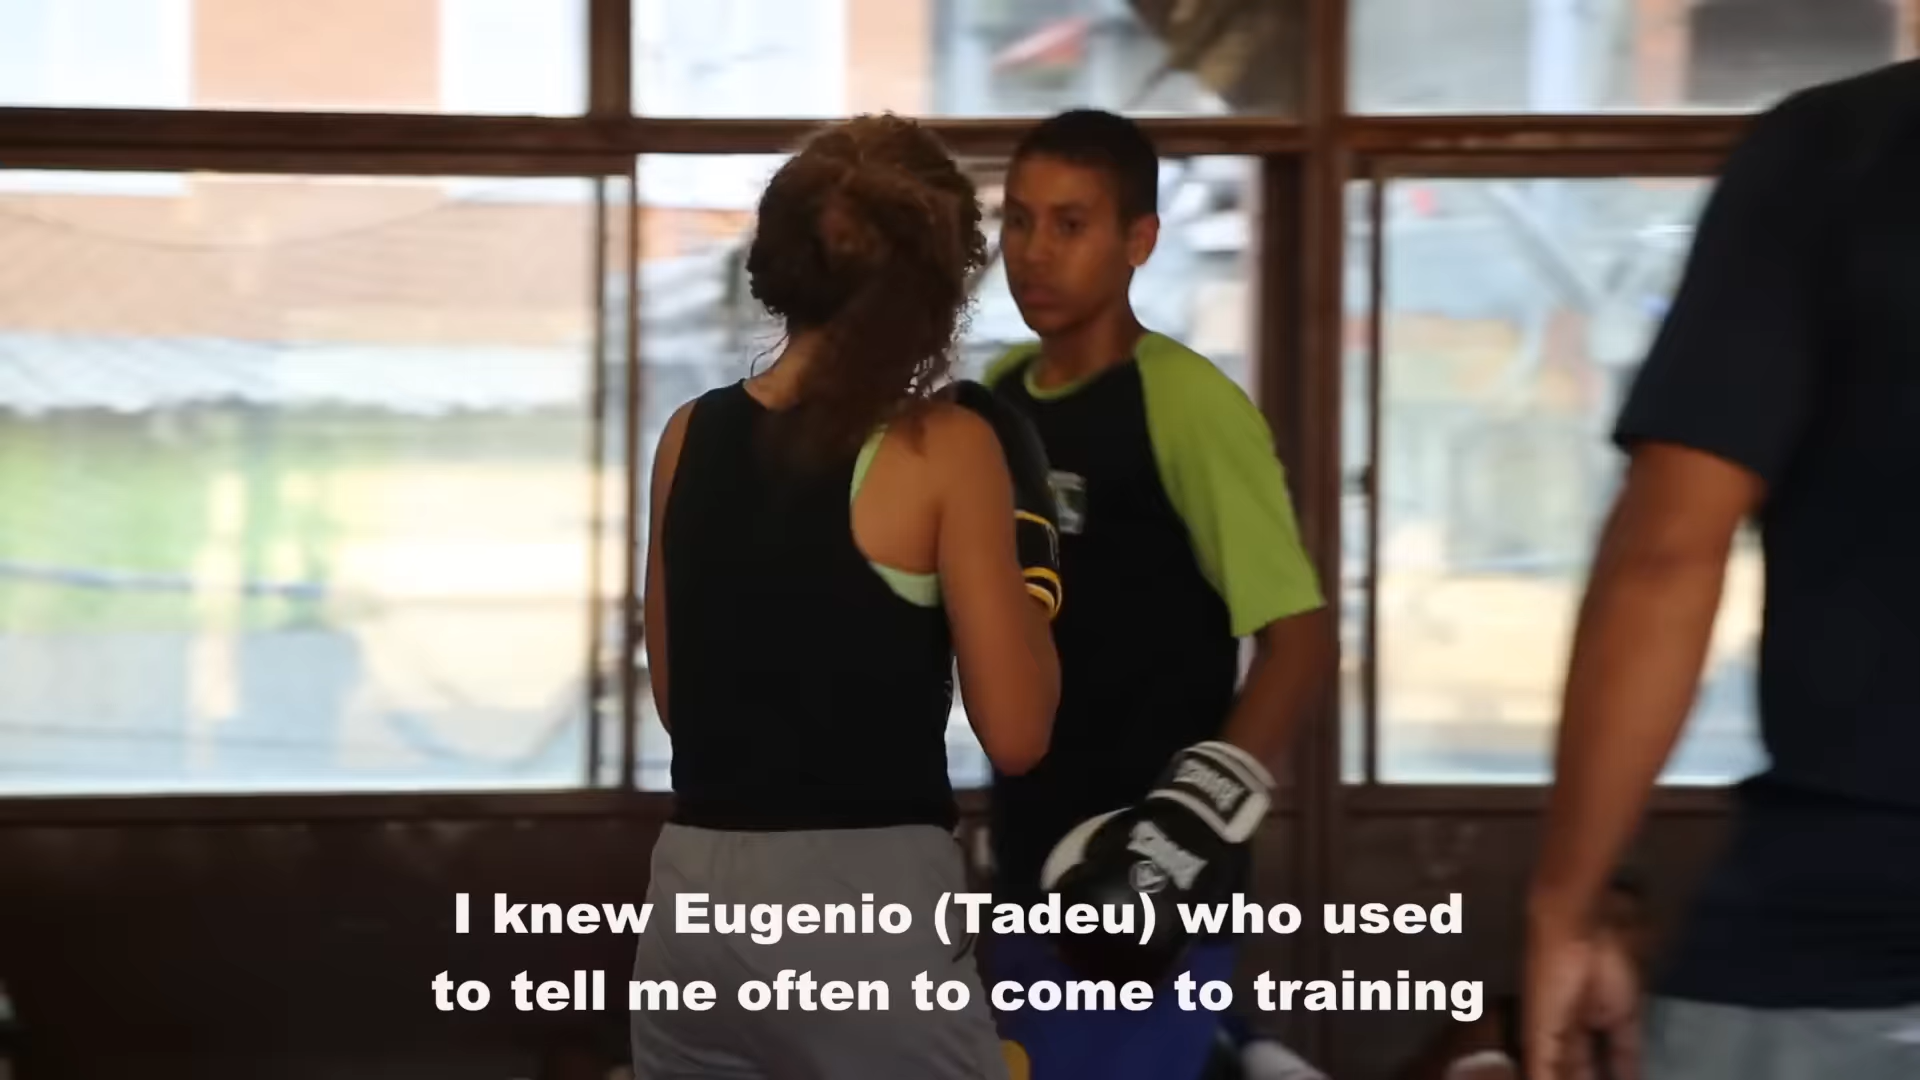 I knew Eugenio (Tadeu) who used
to tell me often to come to training